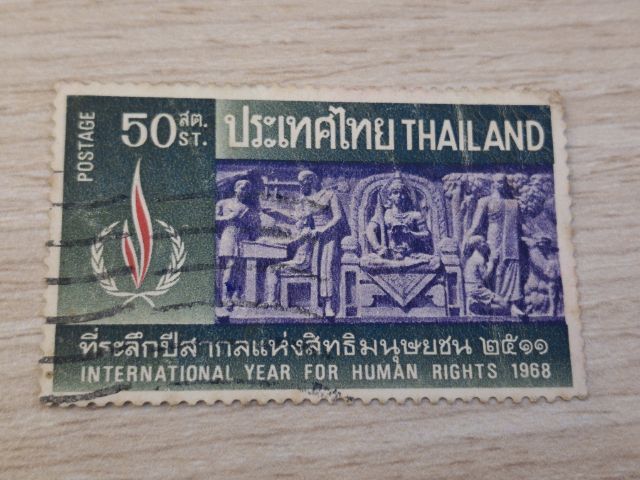 POSTAGE
50 สต. ST.
ประเทศไทย THAILAND
ที่ระลึกปีสากลแห่งสิทธิมนุษยชน ๒๕๑๑
INTERNATIONAL YEAR FOR HUMAN RIGHTS 1968